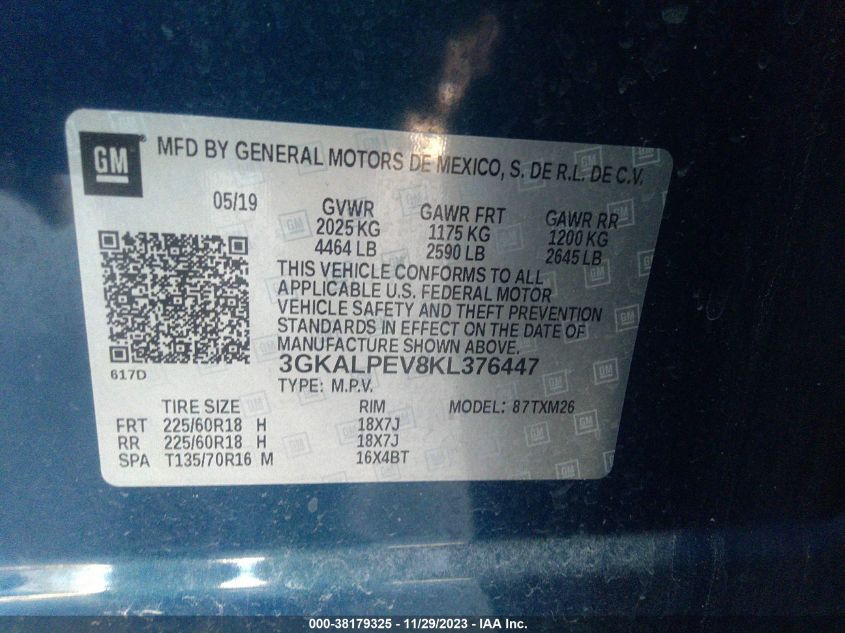 GM
MFD BY GENERAL MOTORS DE MEXICO, S. DE R.L. DE C.V.
05/19
GVWR GAWR FRT GAWR RR
2025 KG 1175 KG 1200 KG
4464 LB 2590 LB 2645 LB
THIS VEHICLE CONFORMS TO ALL
APPLICABLE U.S. FEDERAL MOTOR
VEHICLE SAFETY AND THEFT PREVENTION
STANDARDS IN EFFECT ON THE DATE OF
MANUFACTURE SHOWN ABOVE.
617D
3GKALPEV8KL376447
TYPE: M.P.V.
TIRE SIZE RIM MODEL: 87TXM26
FRT 225/60R18 H 18X7J
RR 225/60R18 H 18X7J
SPA T135/70R16 M 16X4BT
000-38179325 - 11/29/2023 - IAA Inc.